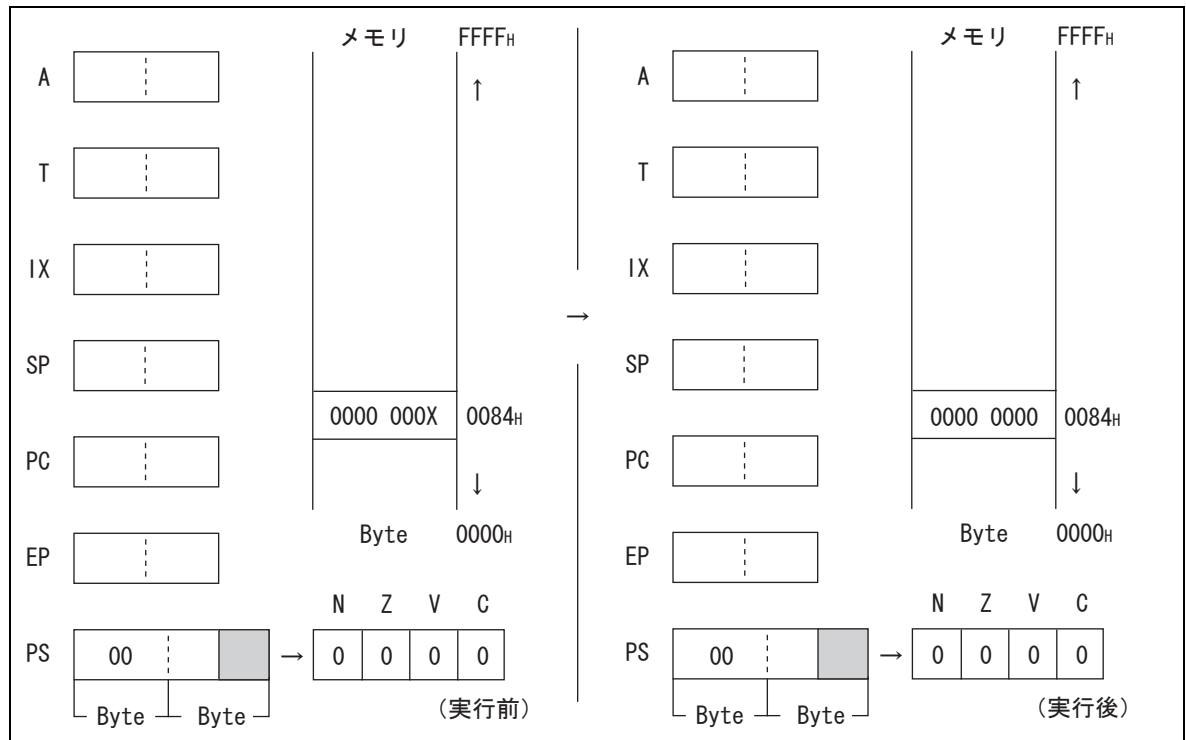 メモリ FFFFH
A
↑
T
IX
SP
0000 000X 0084H
PC
↓
Byte 0000H
EP
N Z V C
PS 00 → 0 0 0 0
Byte Byte (実行前)
→
メモリ FFFFH
A
↑
T
IX
SP
0000 0000 0084H
PC
↓
Byte 0000H
EP
N Z V C
PS 00 → 0 0 0 0
Byte Byte (実行後)